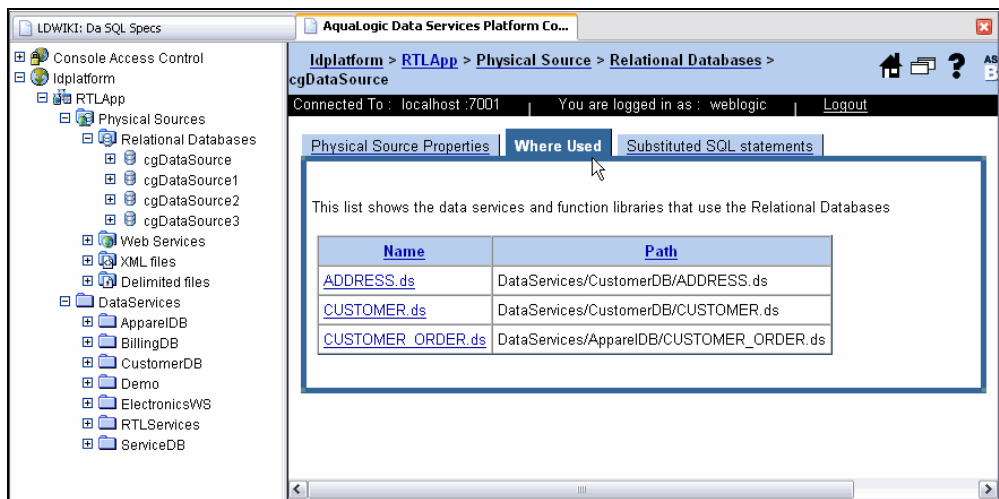 LDWIKI: Da SQL Specs
AquaLogic Data Services Platform Co...
Console Access Control
ldplatform
RTLApp
Physical Sources
Relational Databases
cgDataSource
cgDataSource1
cgDataSource2
cgDataSource3
Web Services
XML files
Delimited files
DataServices
ApparelDB
BillingDB
CustomerDB
Demo
ElectronicsWS
RTLServices
ServiceDB
ldplatform > RTLApp > Physical Source > Relational Databases >
cgDataSource
?
Connected To : localhost :7001 | You are logged in as : weblogic | Logout
Physical Source Properties Where Used Substituted SQL statements
This list shows the data services and function libraries that use the Relational Databases
Name Path
ADDRESS.ds DataServices/CustomerDB/ADDRESS.ds
CUSTOMER.ds DataServices/CustomerDB/CUSTOMER.ds
CUSTOMER_ORDER.ds DataServices/ApparelDB/CUSTOMER_ORDER.ds